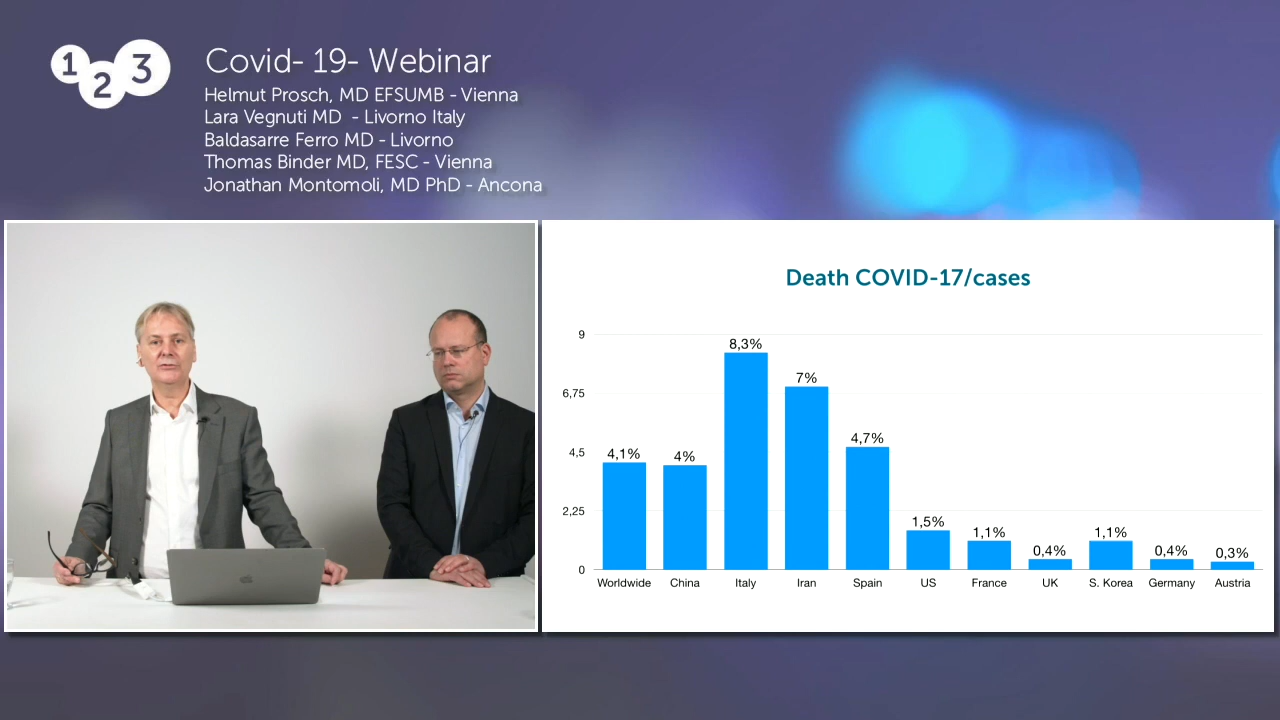 1 2 3
Covid- 19- Webinar
Helmut Prosch, MD EFSUMB - Vienna
Lara Vegnuti MD - Livorno Italy
Baldasarre Ferro MD - Livorno
Thomas Binder MD, FESC - Vienna
Jonathan Montomoli, MD PhD - Ancona
Death COVID-17/cases
9
6,75
4,5
2,25
0
4,1% 4% 8,3% 7% 4,7% 1,5% 1,1% 0,4% 1,1% 0,4% 0,3%
Worldwide China Italy Iran Spain US France UK S. Korea Germany Austria